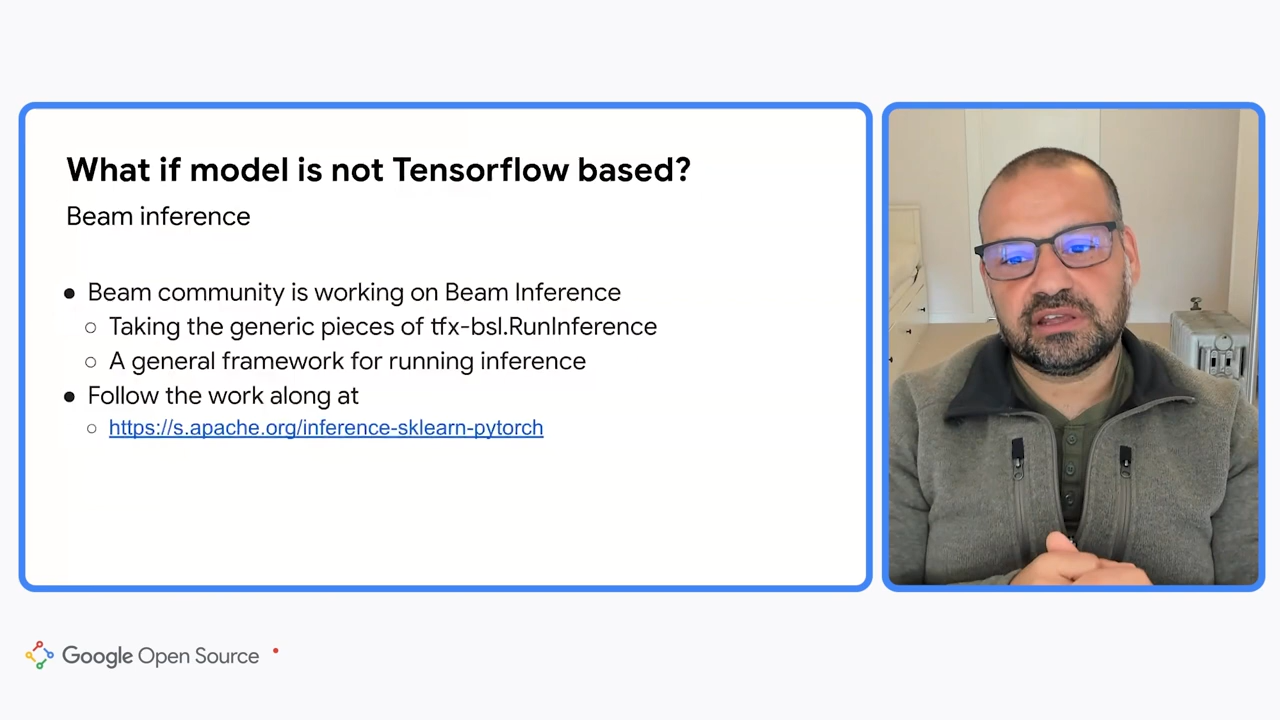 What if model is not Tensorflow based?
Beam inference
● Beam community is working on Beam Inference
○ Taking the generic pieces of tfx-bsl.RunInference
○ A general framework for running inference
● Follow the work along at
○ https://s.apache.org/inference-sklearn-pytorch
Google Open Source